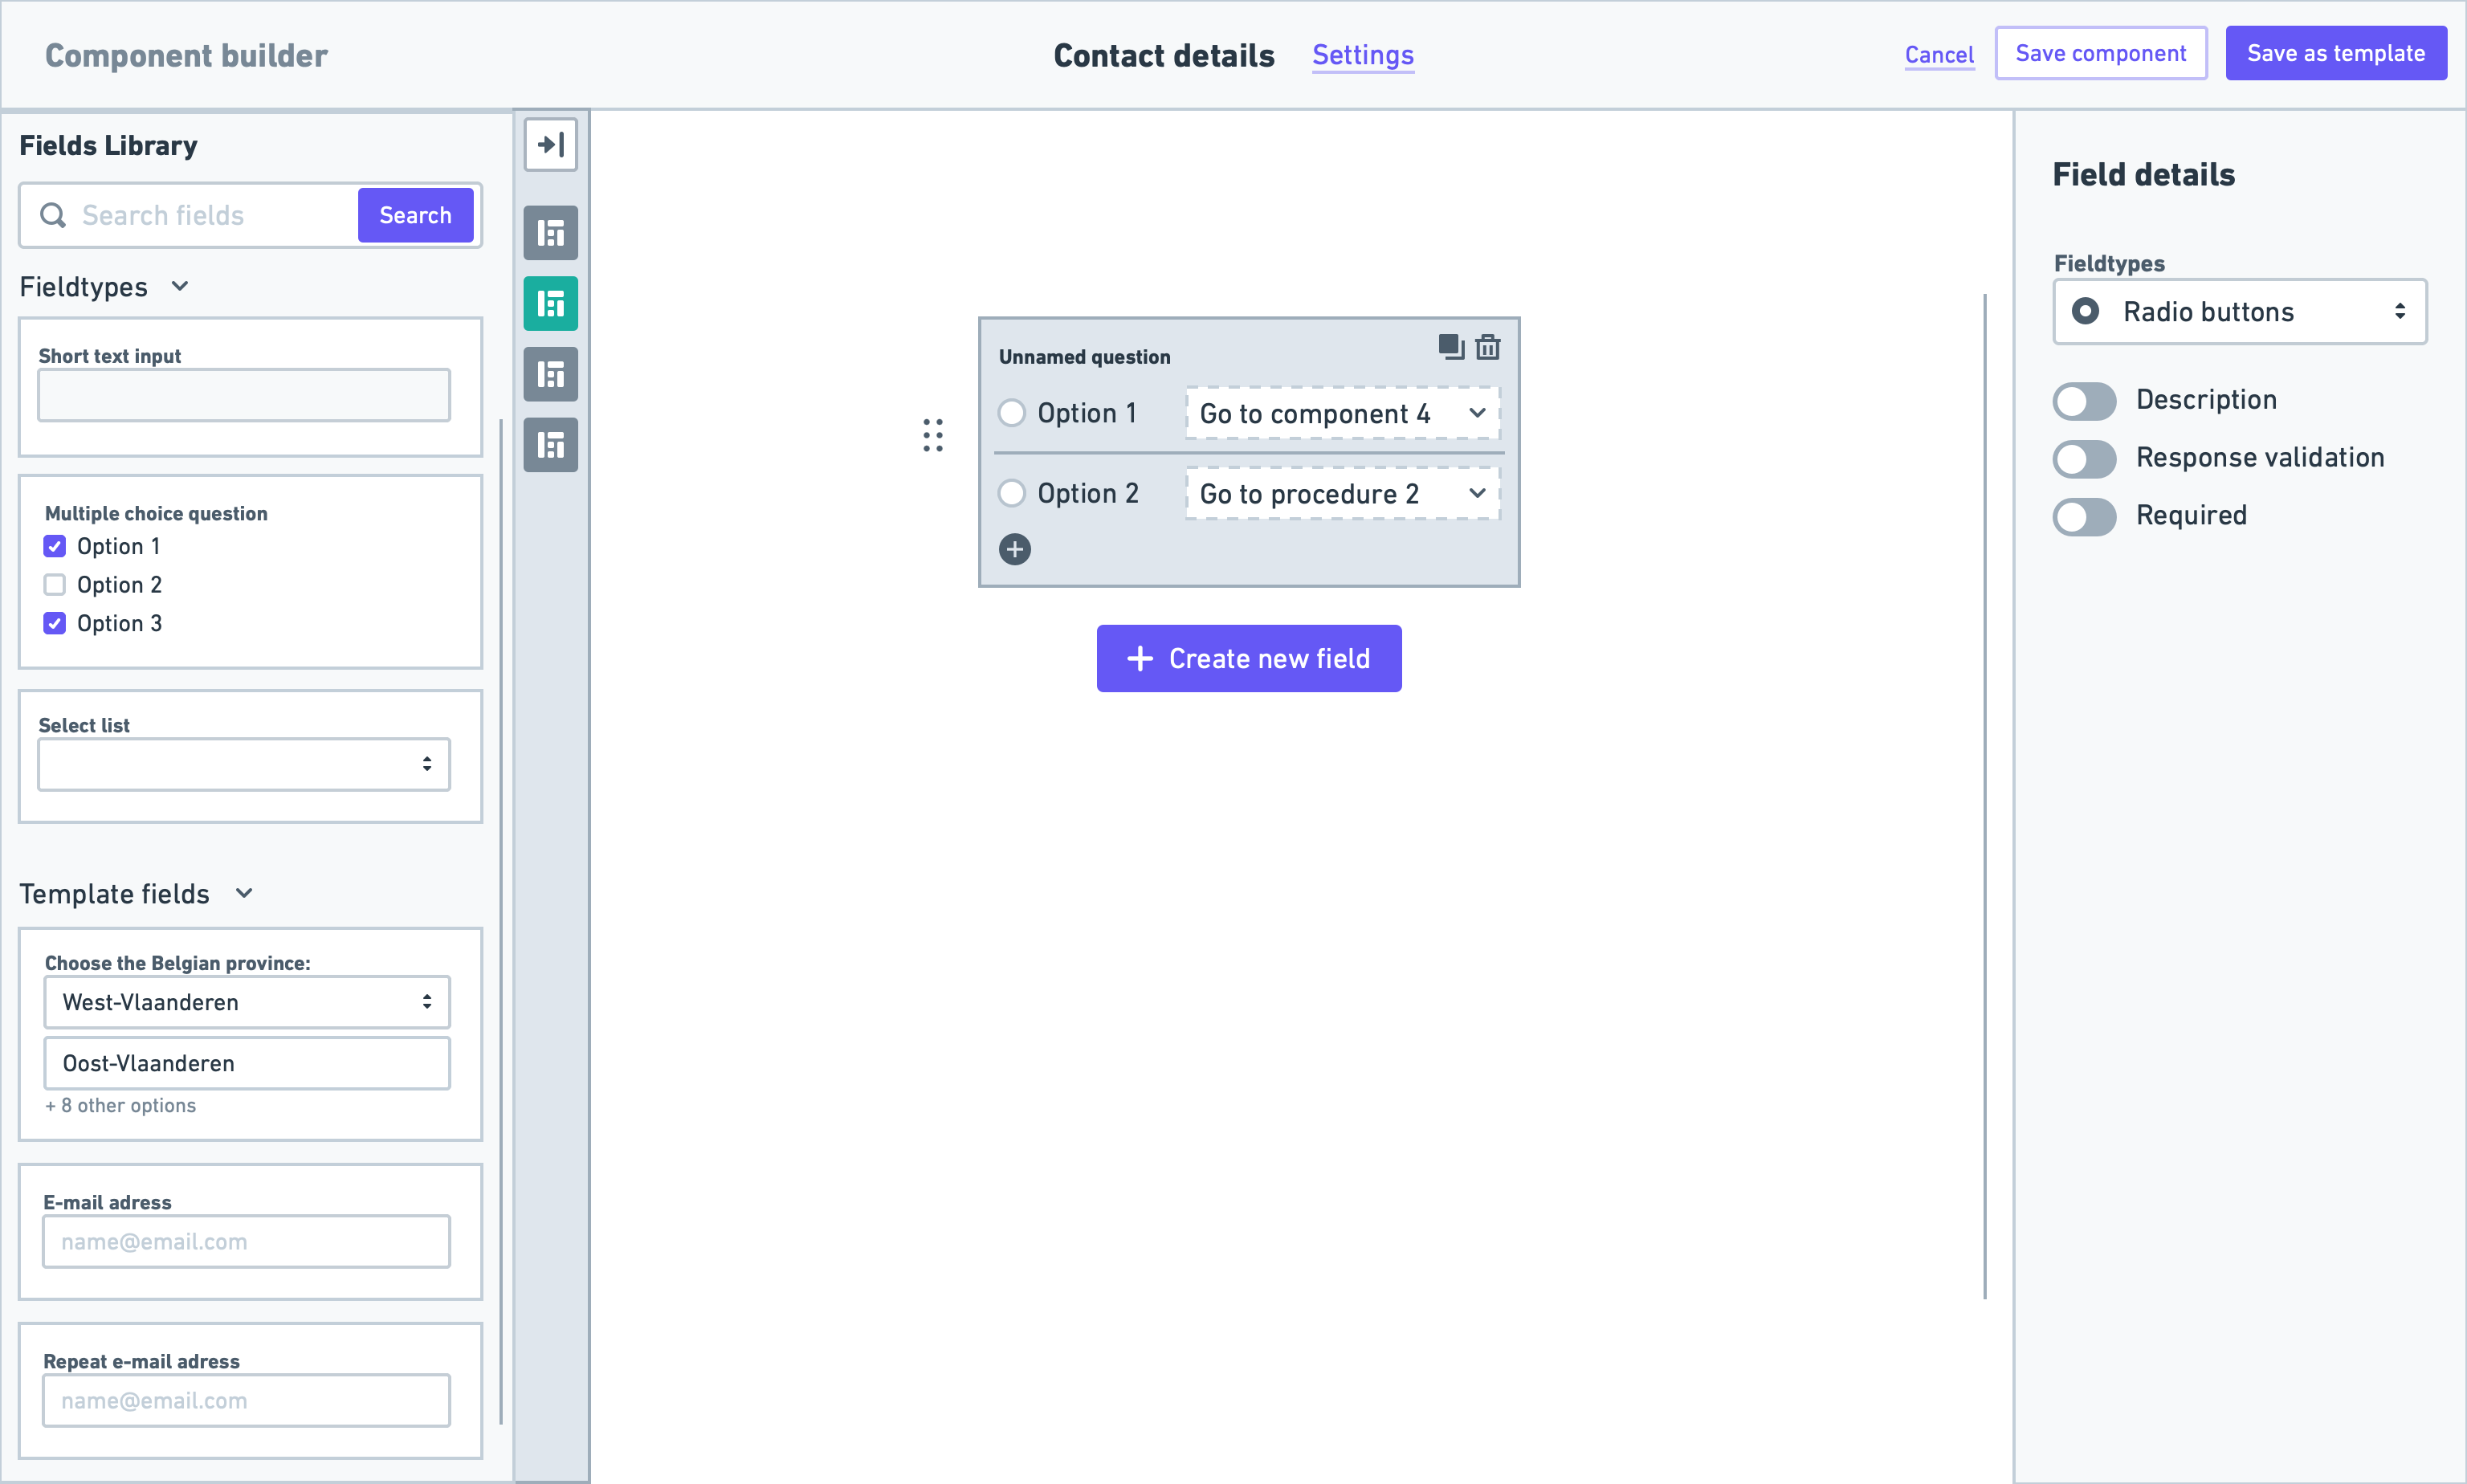 Component builder
Contact details
Settings
Cancel
Save component
Save as template
Fields Library
Search fields
Search
Fieldtypes
Short text input
Multiple choice question
Option 1
Option 2
Option 3
Select list
Template fields
Choose the Belgian province:
West-Vlaanderen
Oost-Vlaanderen
+ 8 other options
E-mail adress
name@email.com
Repeat e-mail adress
name@email.com
Unnamed question
Option 1
Go to component 4
Option 2
Go to procedure 2
Create new field
Field details
Fieldtypes
Radio buttons
Description
Response validation
Required